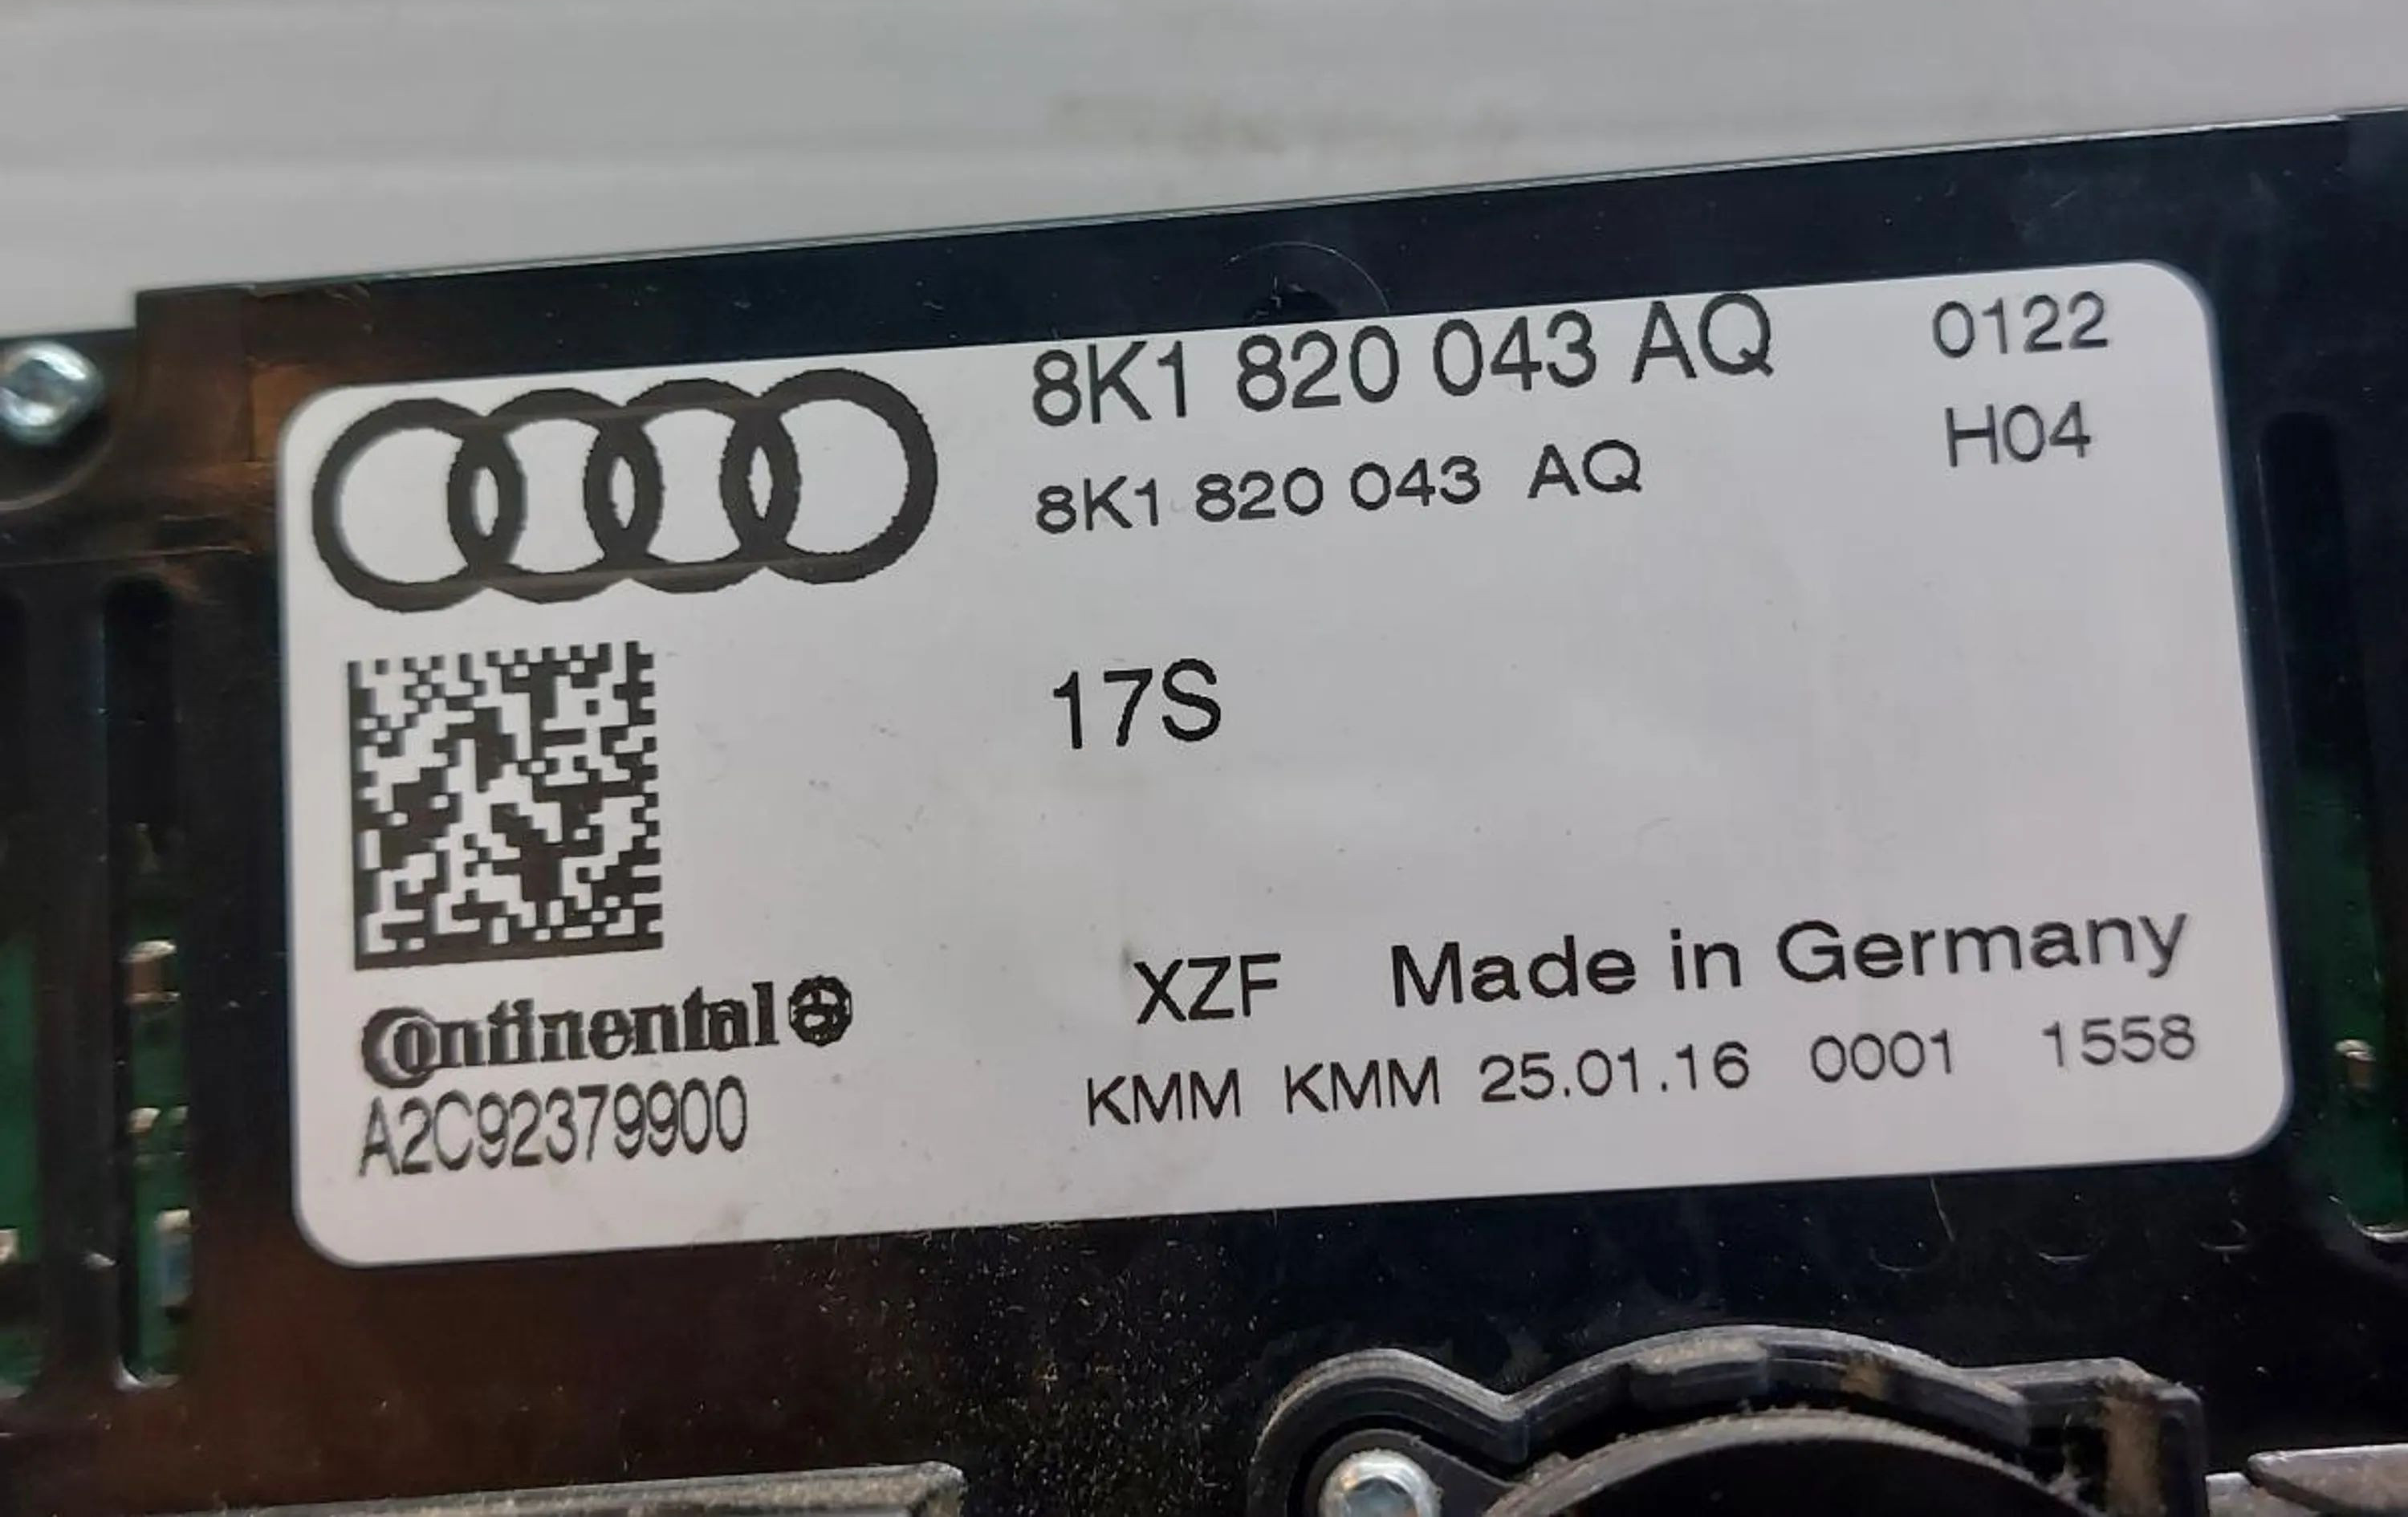 8K1 820 043 AQ 0122
8K1 820 043 AQ H04
17S
XZF Made in Germany
Continental
A2C92379900
KMM KMM 25.01.16 0001 1558